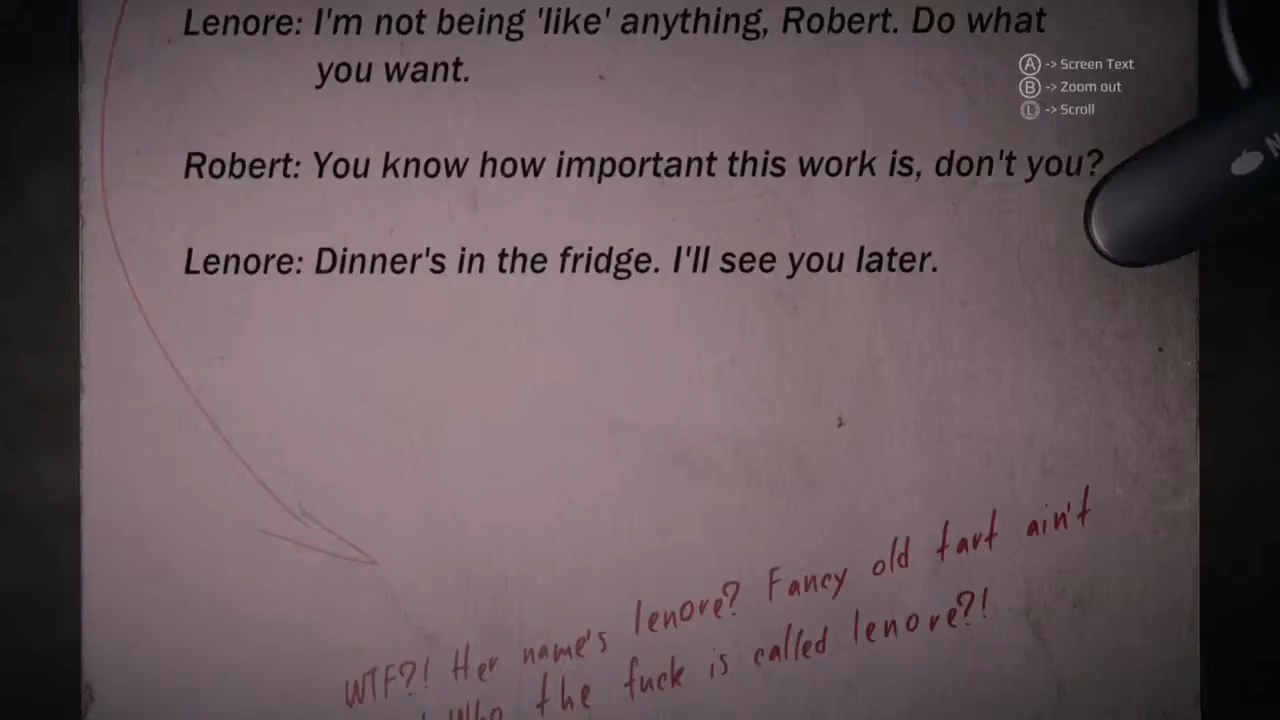 Lenore: I'm not being 'like' anything, Robert. Do what
you want.
A -> Screen Text
B -> Zoom out
L -> Scroll
Robert: You know how important this work is, don't you?
Lenore: Dinner's in the fridge. I'll see you later.
WTF?! Her name's lenore? Fancy old tart ain't
Who the fuck is called lenore?!